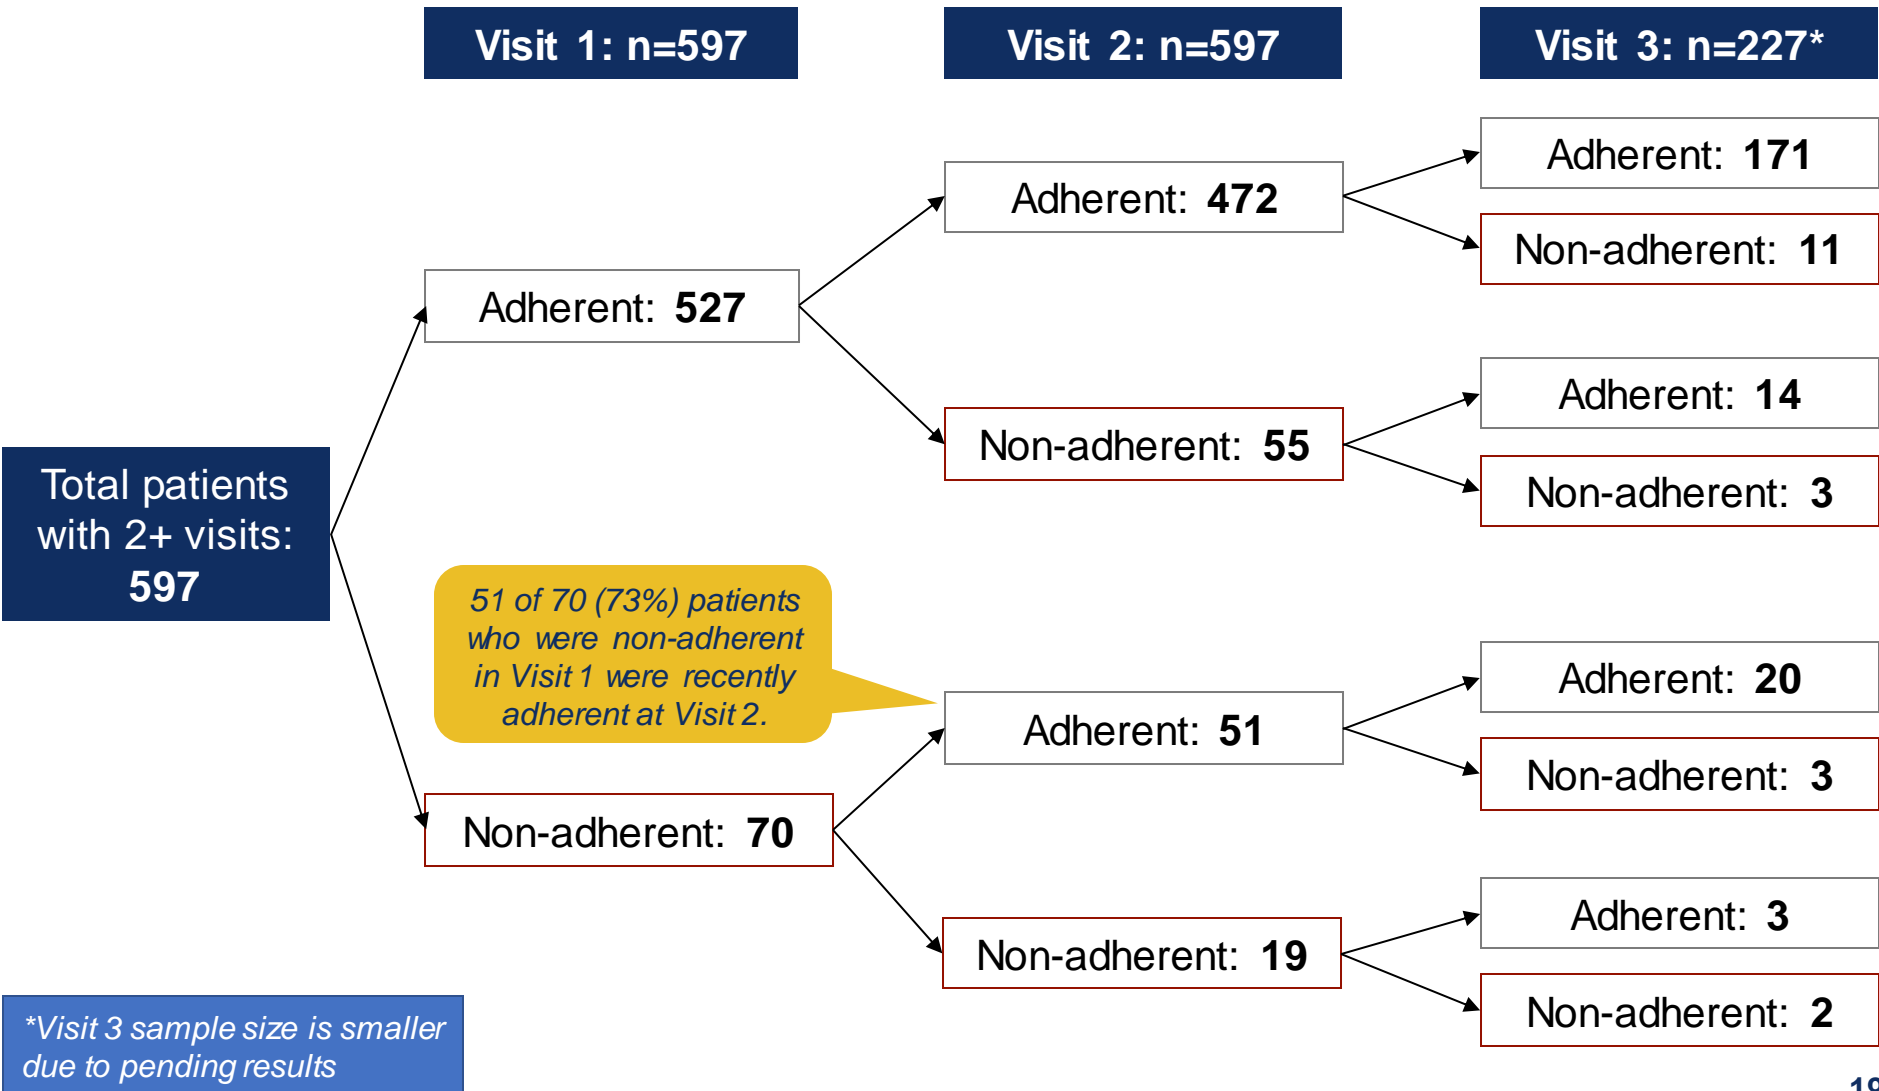 Visit 1: n=597
Visit 2: n=597
Visit 3: n=227*
Total patients
with 2+ visits:
597
Adherent: 527
Non-adherent: 70
51 of 70 (73%) patients
who were non-adherent
in Visit 1 were recently
adherent at Visit 2.
Adherent: 472
Non-adherent: 55
Adherent: 51
Non-adherent: 19
Adherent: 171
Non-adherent: 11
Adherent: 14
Non-adherent: 3
Adherent: 20
Non-adherent: 3
Adherent: 3
Non-adherent: 2
*Visit 3 sample size is smaller
due to pending results